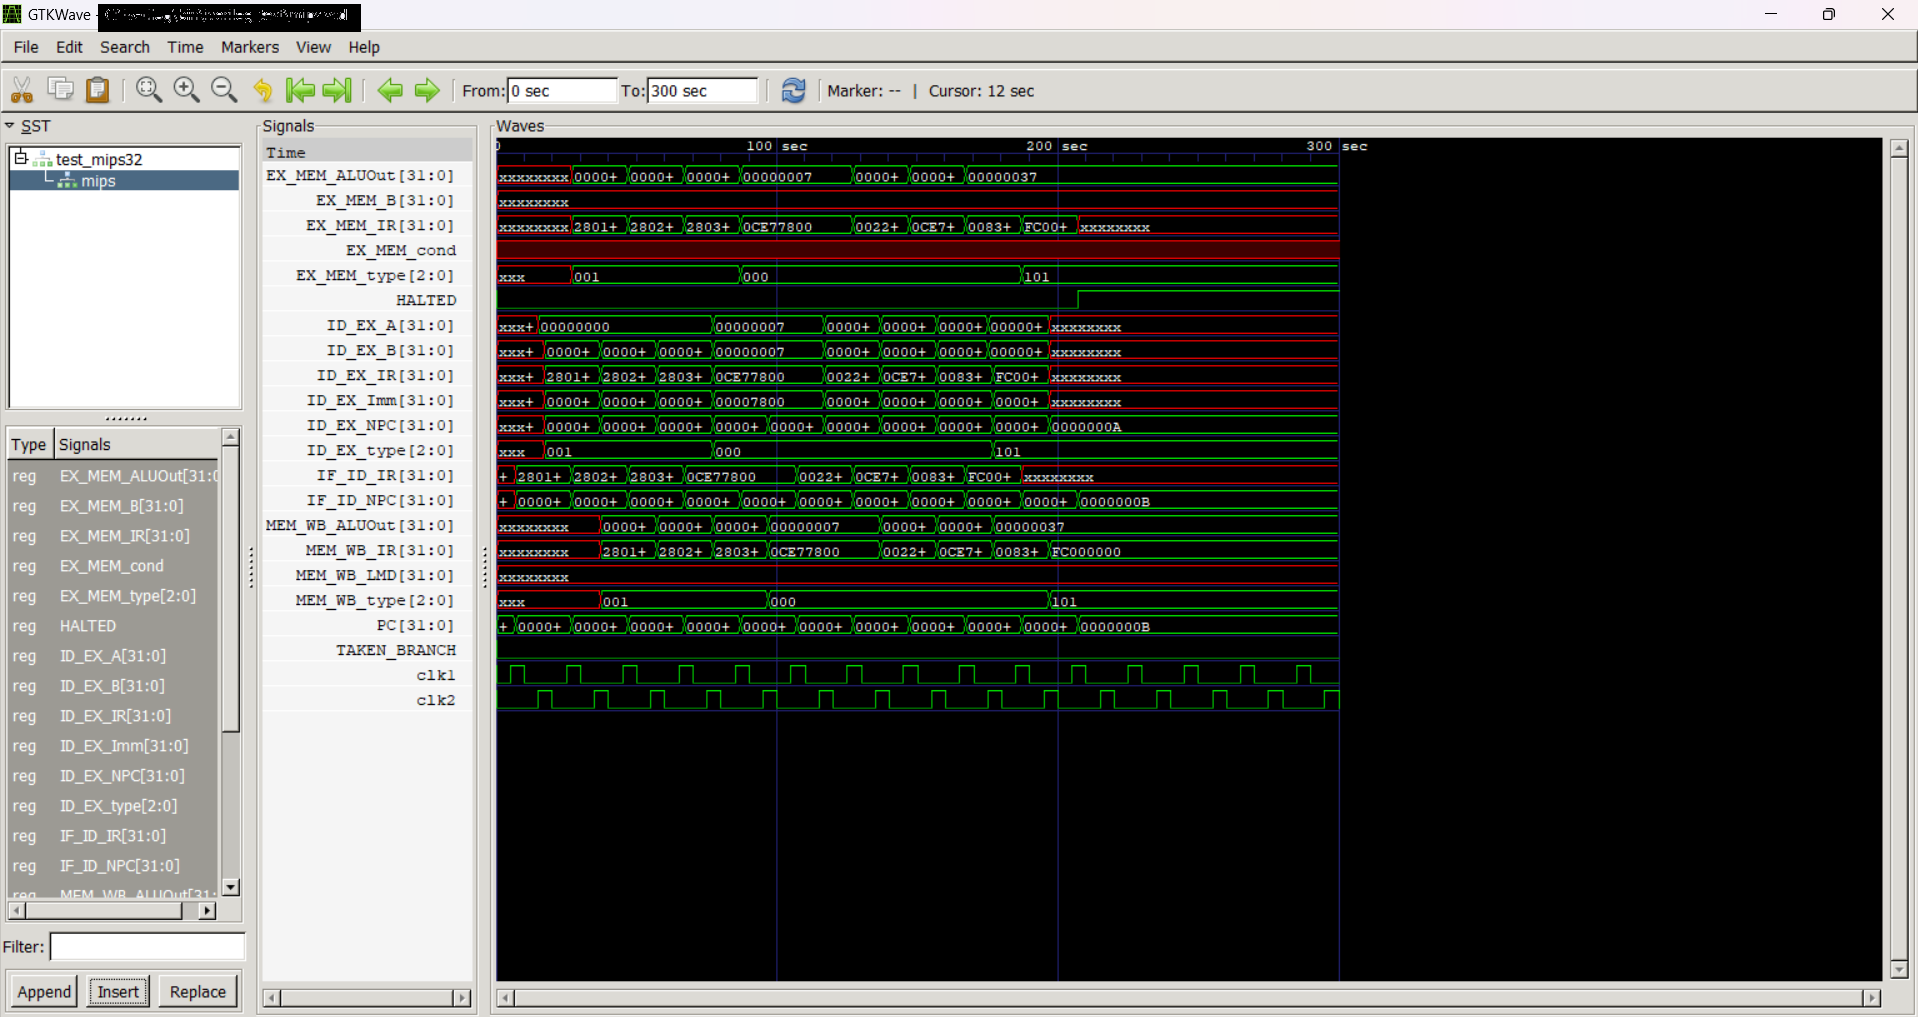 GTKWave -
File Edit Search Time Markers View Help
From: 0 sec To: 300 sec Marker: -- | Cursor: 12 sec
SST
test_mips32
mips
Type Signals
reg EX_MEM_ALUOut[31:0
reg EX_MEM_B[31:0]
reg EX_MEM_IR[31:0]
reg EX_MEM_cond
reg EX_MEM_type[2:0]
reg HALTED
reg ID_EX_A[31:0]
reg ID_EX_B[31:0]
reg ID_EX_IR[31:0]
reg ID_EX_Imm[31:0]
reg ID_EX_NPC[31:0]
reg ID_EX_type[2:0]
reg IF_ID_IR[31:0]
reg IF_ID_NPC[31:0]
reg MEM_WB_ALUOut[31:
Filter:
Append Insert Replace
Signals
Time
EX_MEM_ALUOut[31:0]
EX_MEM_B[31:0]
EX_MEM_IR[31:0]
EX_MEM_cond
EX_MEM_type[2:0]
HALTED
ID_EX_A[31:0]
ID_EX_B[31:0]
ID_EX_IR[31:0]
ID_EX_Imm[31:0]
ID_EX_NPC[31:0]
ID_EX_type[2:0]
IF_ID_IR[31:0]
IF_ID_NPC[31:0]
MEM_WB_ALUOut[31:0]
MEM_WB_IR[31:0]
MEM_WB_LMD[31:0]
MEM_WB_type[2:0]
PC[31:0]
TAKEN_BRANCH
clk1
clk2
Waves
0 100 sec 200 sec 300 sec
xxxxxxxx 0000+ 0000+ 0000+ 00000007 0000+ 0000+ 00000037
xxxxxxxx
xxxxxxxx 2801+ 2802+ 2803+ 0CE77800 0022+ 0CE7+ 0083+ FC00+ xxxxxxxx
xxx 001 000 101
xxx+ 00000000 00000007 0000+ 0000+ 0000+ 00000+ xxxxxxxx
xxx+ 0000+ 0000+ 0000+ 00000007 0000+ 0000+ 0000+ 00000+ xxxxxxxx
xxx+ 2801+ 2802+ 2803+ 0CE77800 0022+ 0CE7+ 0083+ FC00+ xxxxxxxx
xxx+ 0000+ 0000+ 0000+ 00007800 0000+ 0000+ 0000+ 0000+ xxxxxxxx
xxx+ 0000+ 0000+ 0000+ 0000+ 0000+ 0000+ 0000+ 0000+ 0000+ 0000000A
xxx 001 000 101
+ 2801+ 2802+ 2803+ 0CE77800 0022+ 0CE7+ 0083+ FC00+ xxxxxxxx
+ 0000+ 0000+ 0000+ 0000+ 0000+ 0000+ 0000+ 0000+ 0000+ 0000+ 0000000B
xxxxxxxx 0000+ 0000+ 0000+ 00000007 0000+ 0000+ 00000037
xxxxxxxx 2801+ 2802+ 2803+ 0CE77800 0022+ 0CE7+ 0083+ FC000000
xxxxxxxx
xxx 001 000 101
+ 0000+ 0000+ 0000+ 0000+ 0000+ 0000+ 0000+ 0000+ 0000+ 0000+ 0000000B